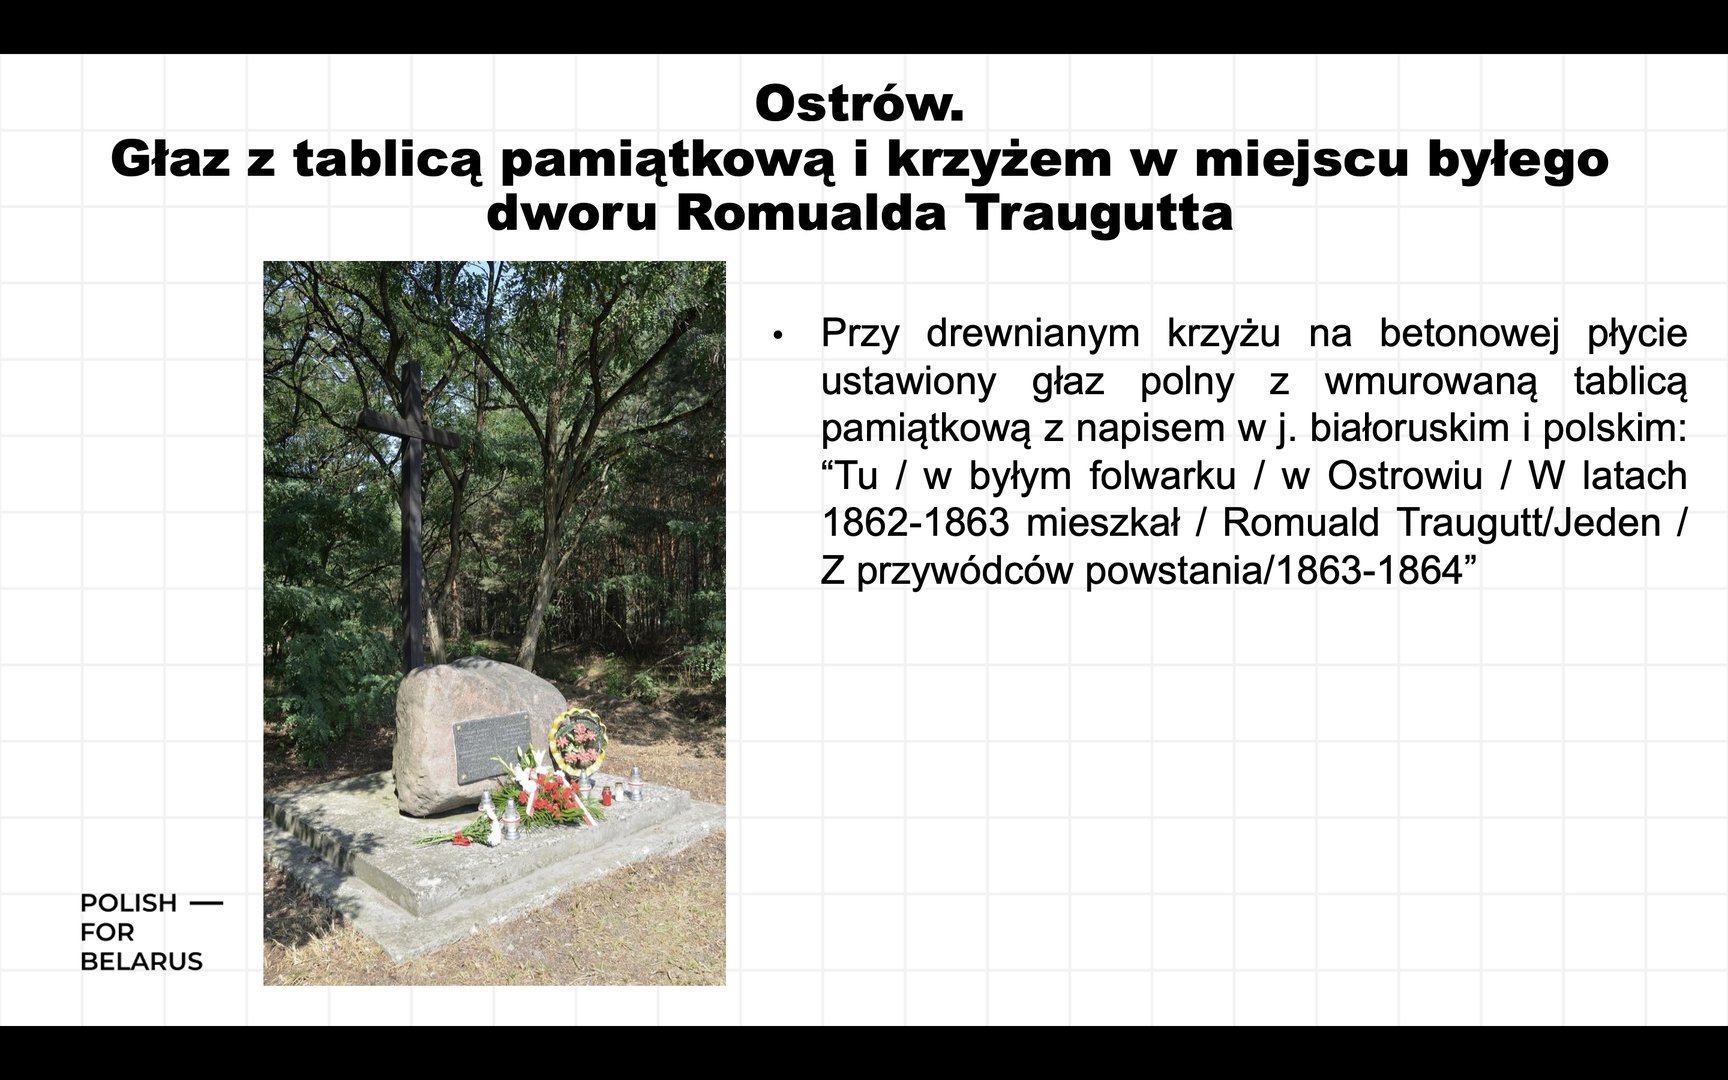 Ostrów.
Głaz z tablicą pamiątkową i krzyżem w miejscu byłego
dworu Romualda Traugutta
• Przy drewnianym krzyżu na betonowej płycie
ustawiony głaz polny z wmurowaną tablicą
pamiątkową z napisem w j. białoruskim i polskim:
“Tu / w byłym folwarku / w Ostrowiu / W latach
1862-1863 mieszkał / Romuald Traugutt/Jeden /
Z przywódców powstania/1863-1864”
POLISH —
FOR
BELARUS